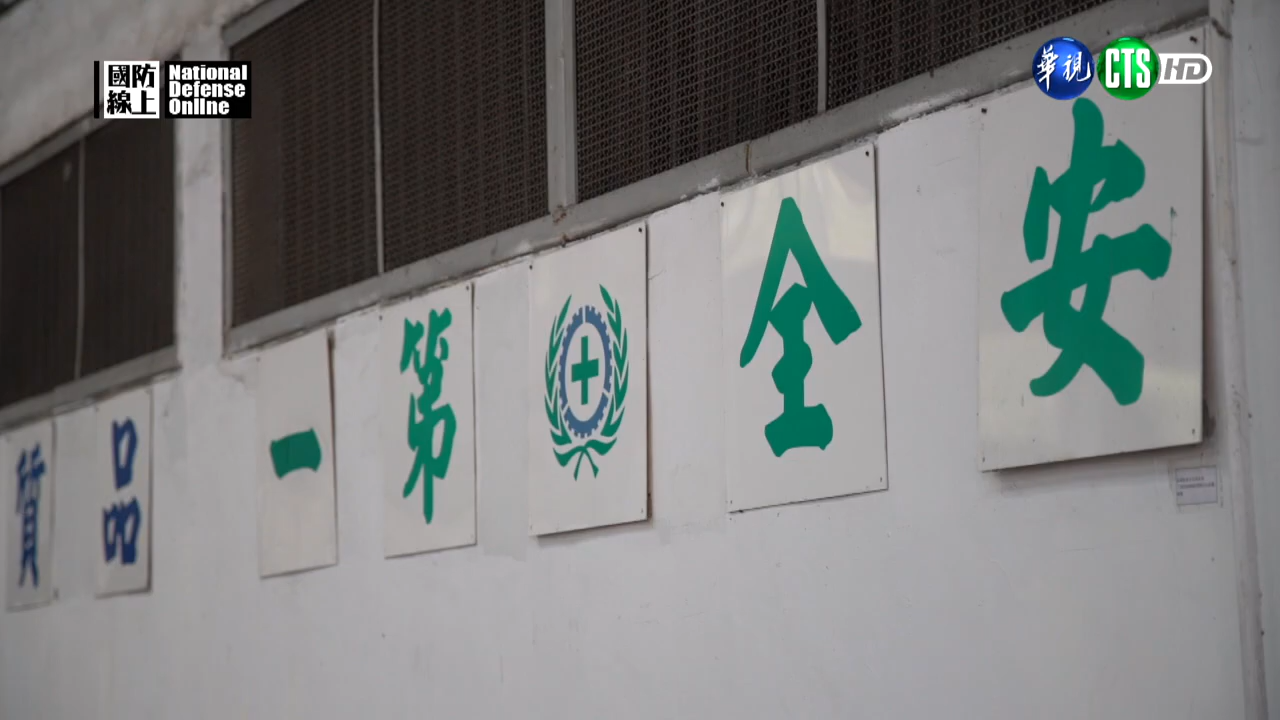 國防
線上
National
Defense
Online
華視
CTS HD
安全第一
品質